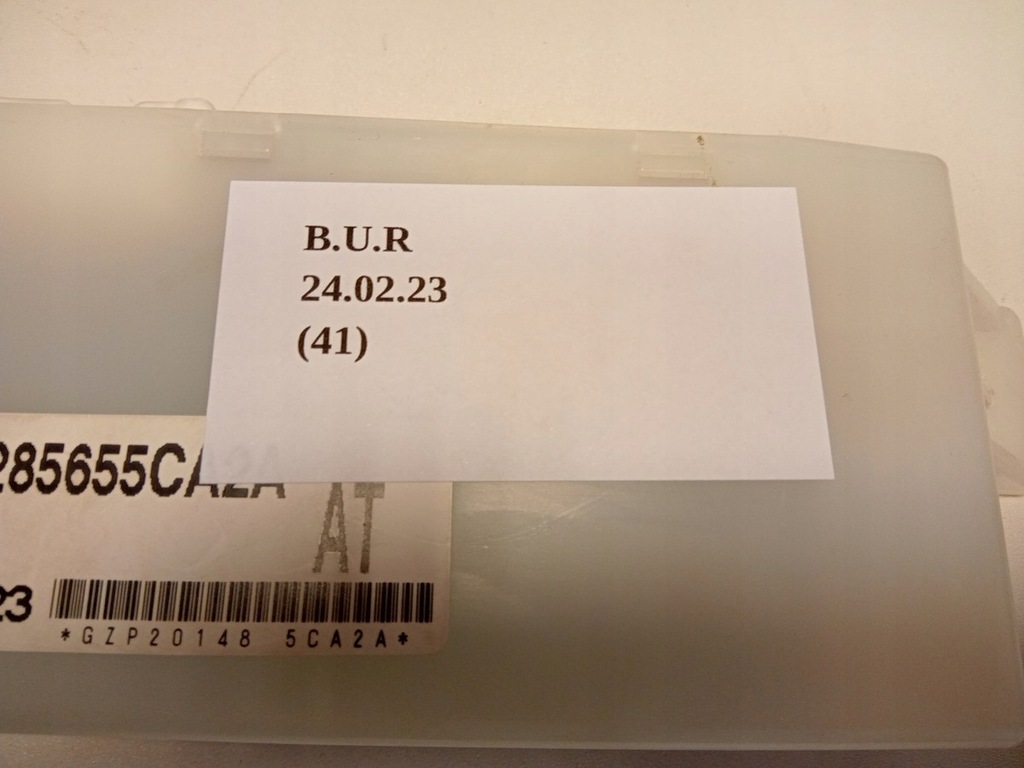 B.U.R
24.02.23
(41)
285655CA2A
AT
23
*GZP20148 5CA2A*